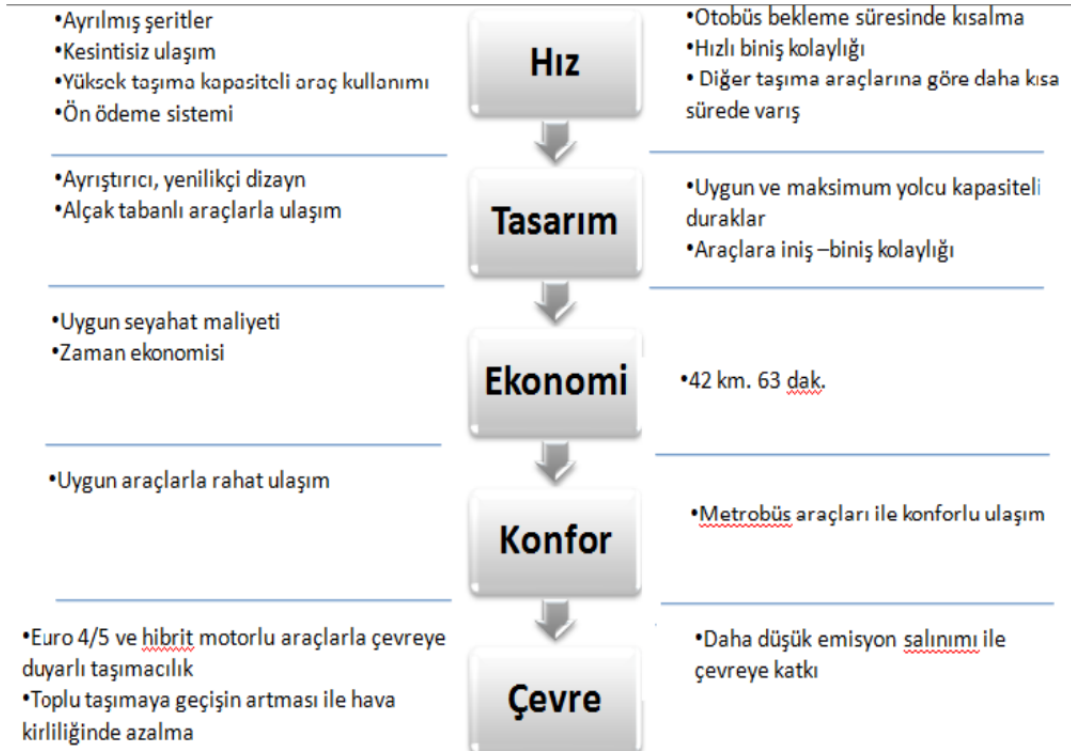 •Ayrılmış şeritler
•Kesintisiz ulaşım
•Yüksek taşıma kapasiteli araç kullanımı
•Ön ödeme sistemi
Hız
•Otobüs bekleme süresinde kısalma
•Hızlı biniş kolaylığı
• Diğer taşıma araçlarına göre daha kısa
sürede varış
•Ayrıştırıcı, yenilikçi dizayn
•Alçak tabanlı araçlarla ulaşım
Tasarım
•Uygun ve maksimum yolcu kapasiteli
duraklar
•Araçlara iniş –biniş kolaylığı
•Uygun seyahat maliyeti
•Zaman ekonomisi
Ekonomi
•42 km. 63 dak.
•Uygun araçlarla rahat ulaşım
Konfor
•Metrobüs araçları ile konforlu ulaşım
•Euro 4/5 ve hibrit motorlu araçlarla çevreye
duyarlı taşımacılık
•Toplu taşımaya geçişin artması ile hava
kirliliğinde azalma
Çevre
•Daha düşük emisyon salınımı ile
çevreye katkı